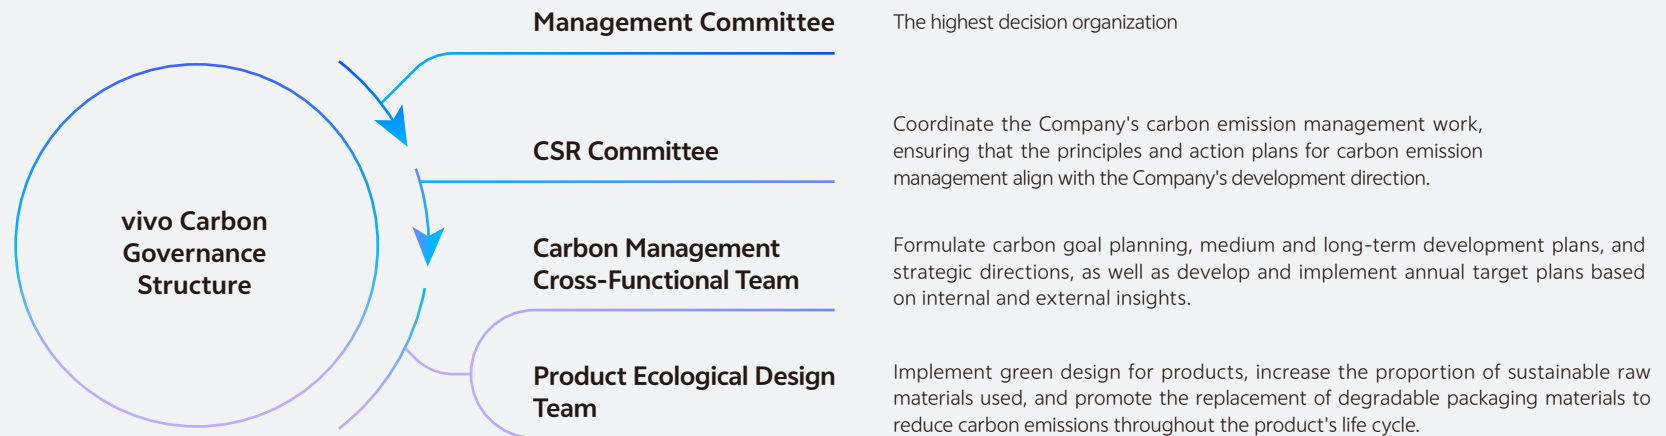 vivo Carbon
Governance
Structure
Management Committee
The highest decision organization
CSR Committee
Coordinate the Company's carbon emission management work,
ensuring that the principles and action plans for carbon emission
management align with the Company's development direction.
Carbon Management
Cross-Functional Team
Formulate carbon goal planning, medium and long-term development plans, and
strategic directions, as well as develop and implement annual target plans based
on internal and external insights.
Product Ecological Design
Team
Implement green design for products, increase the proportion of sustainable raw
materials used, and promote the replacement of degradable packaging materials to
reduce carbon emissions throughout the product's life cycle.